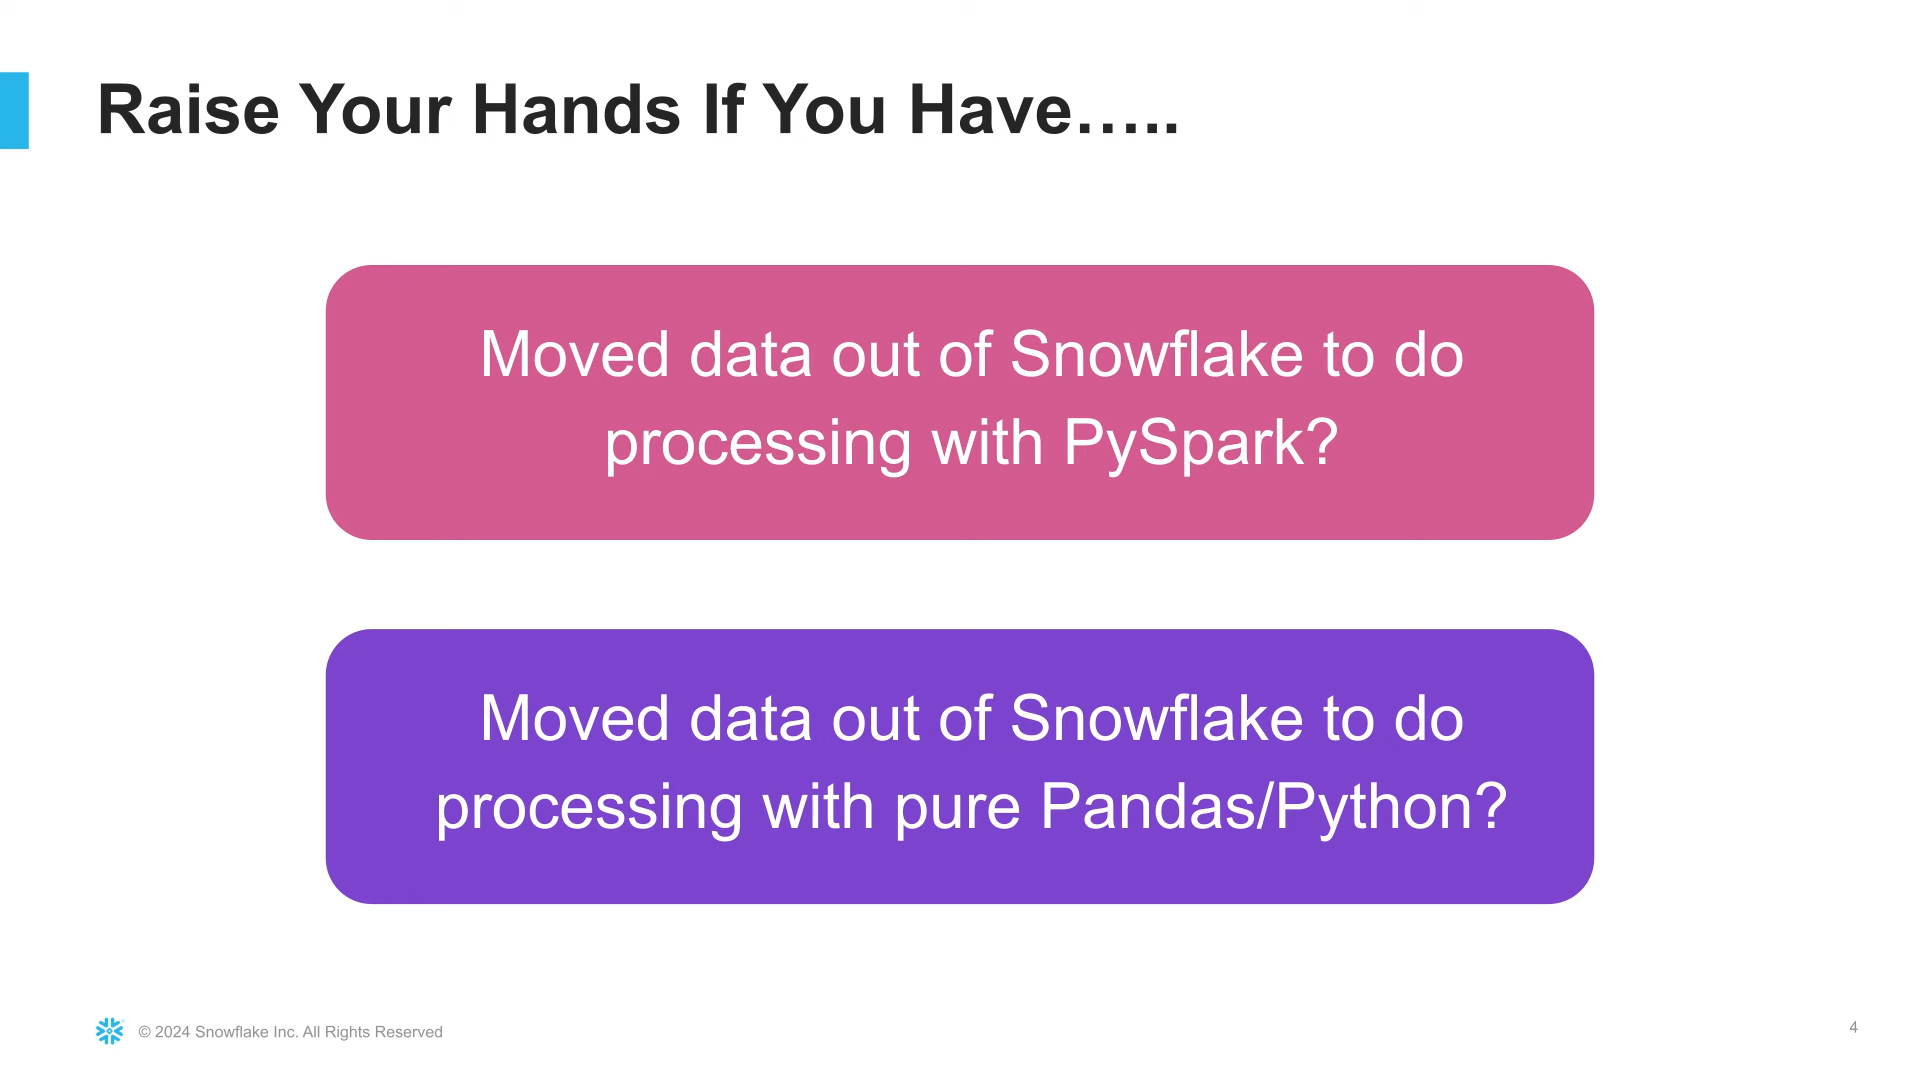 Raise Your Hands If You Have…..
Moved data out of Snowflake to do
processing with PySpark?
Moved data out of Snowflake to do
processing with pure Pandas/Python?
© 2024 Snowflake Inc. All Rights Reserved
4